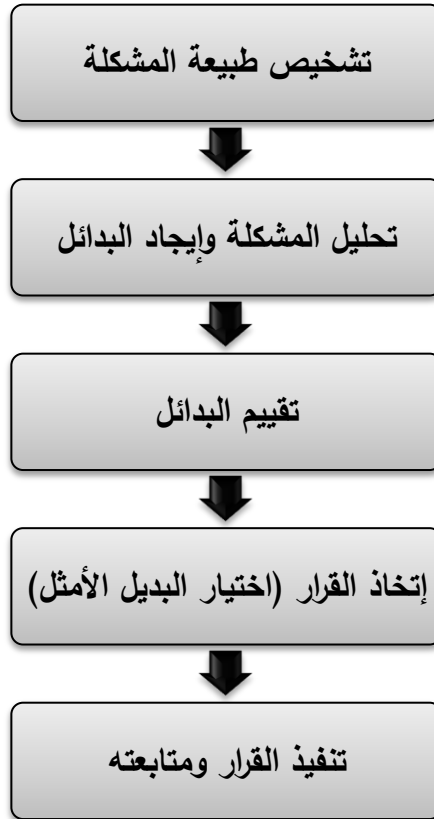 تشخيص طبيعة المشكلة
تحليل المشكلة وإيجاد البدائل
تقييم البدائل
إتخاذ القرار (اختيار البديل الأمثل)
تنفيذ القرار ومتابعته